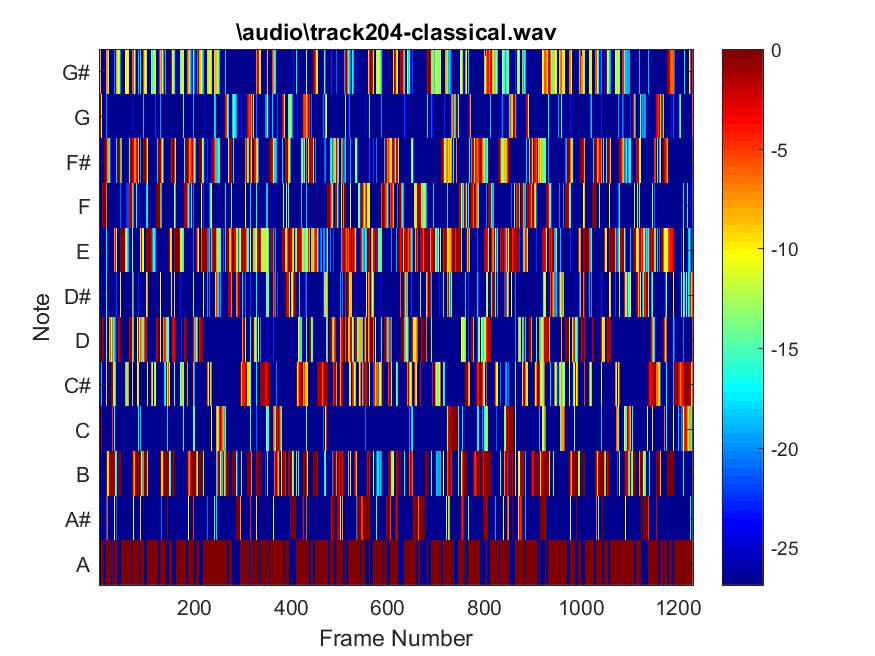 \audio\track204-classical.wav
G#
G
F#
F
E
D#
D
C#
C
B
A#
A
Note
200 400 600 800 1000 1200
Frame Number
0
-5
-10
-15
-20
-25